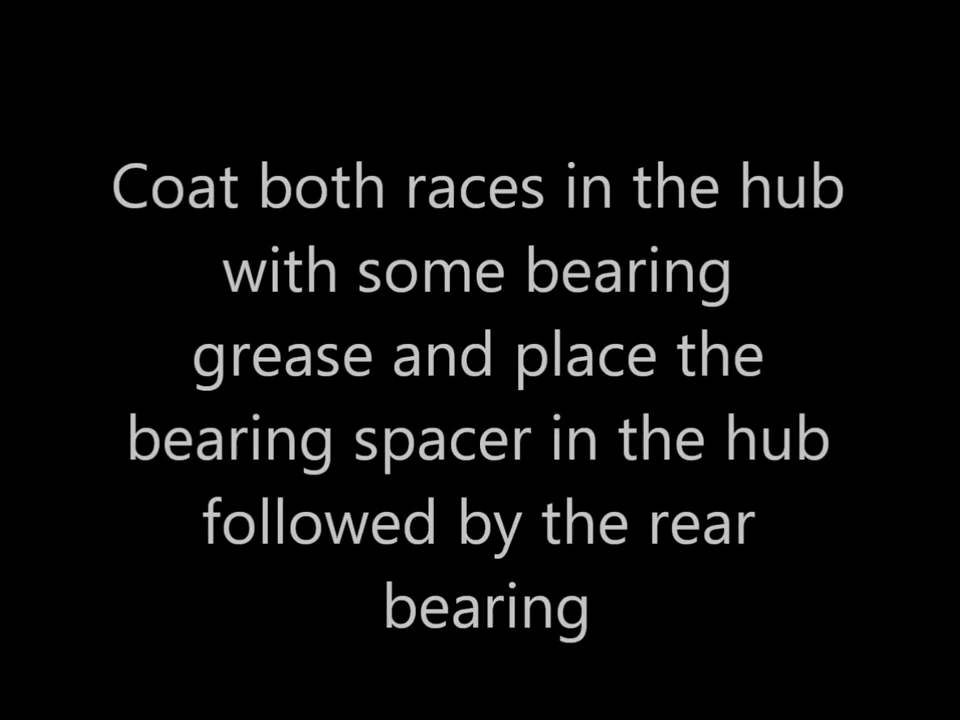 Coat both races in the hub
with some bearing
grease and place the
bearing spacer in the hub
followed by the rear
bearing